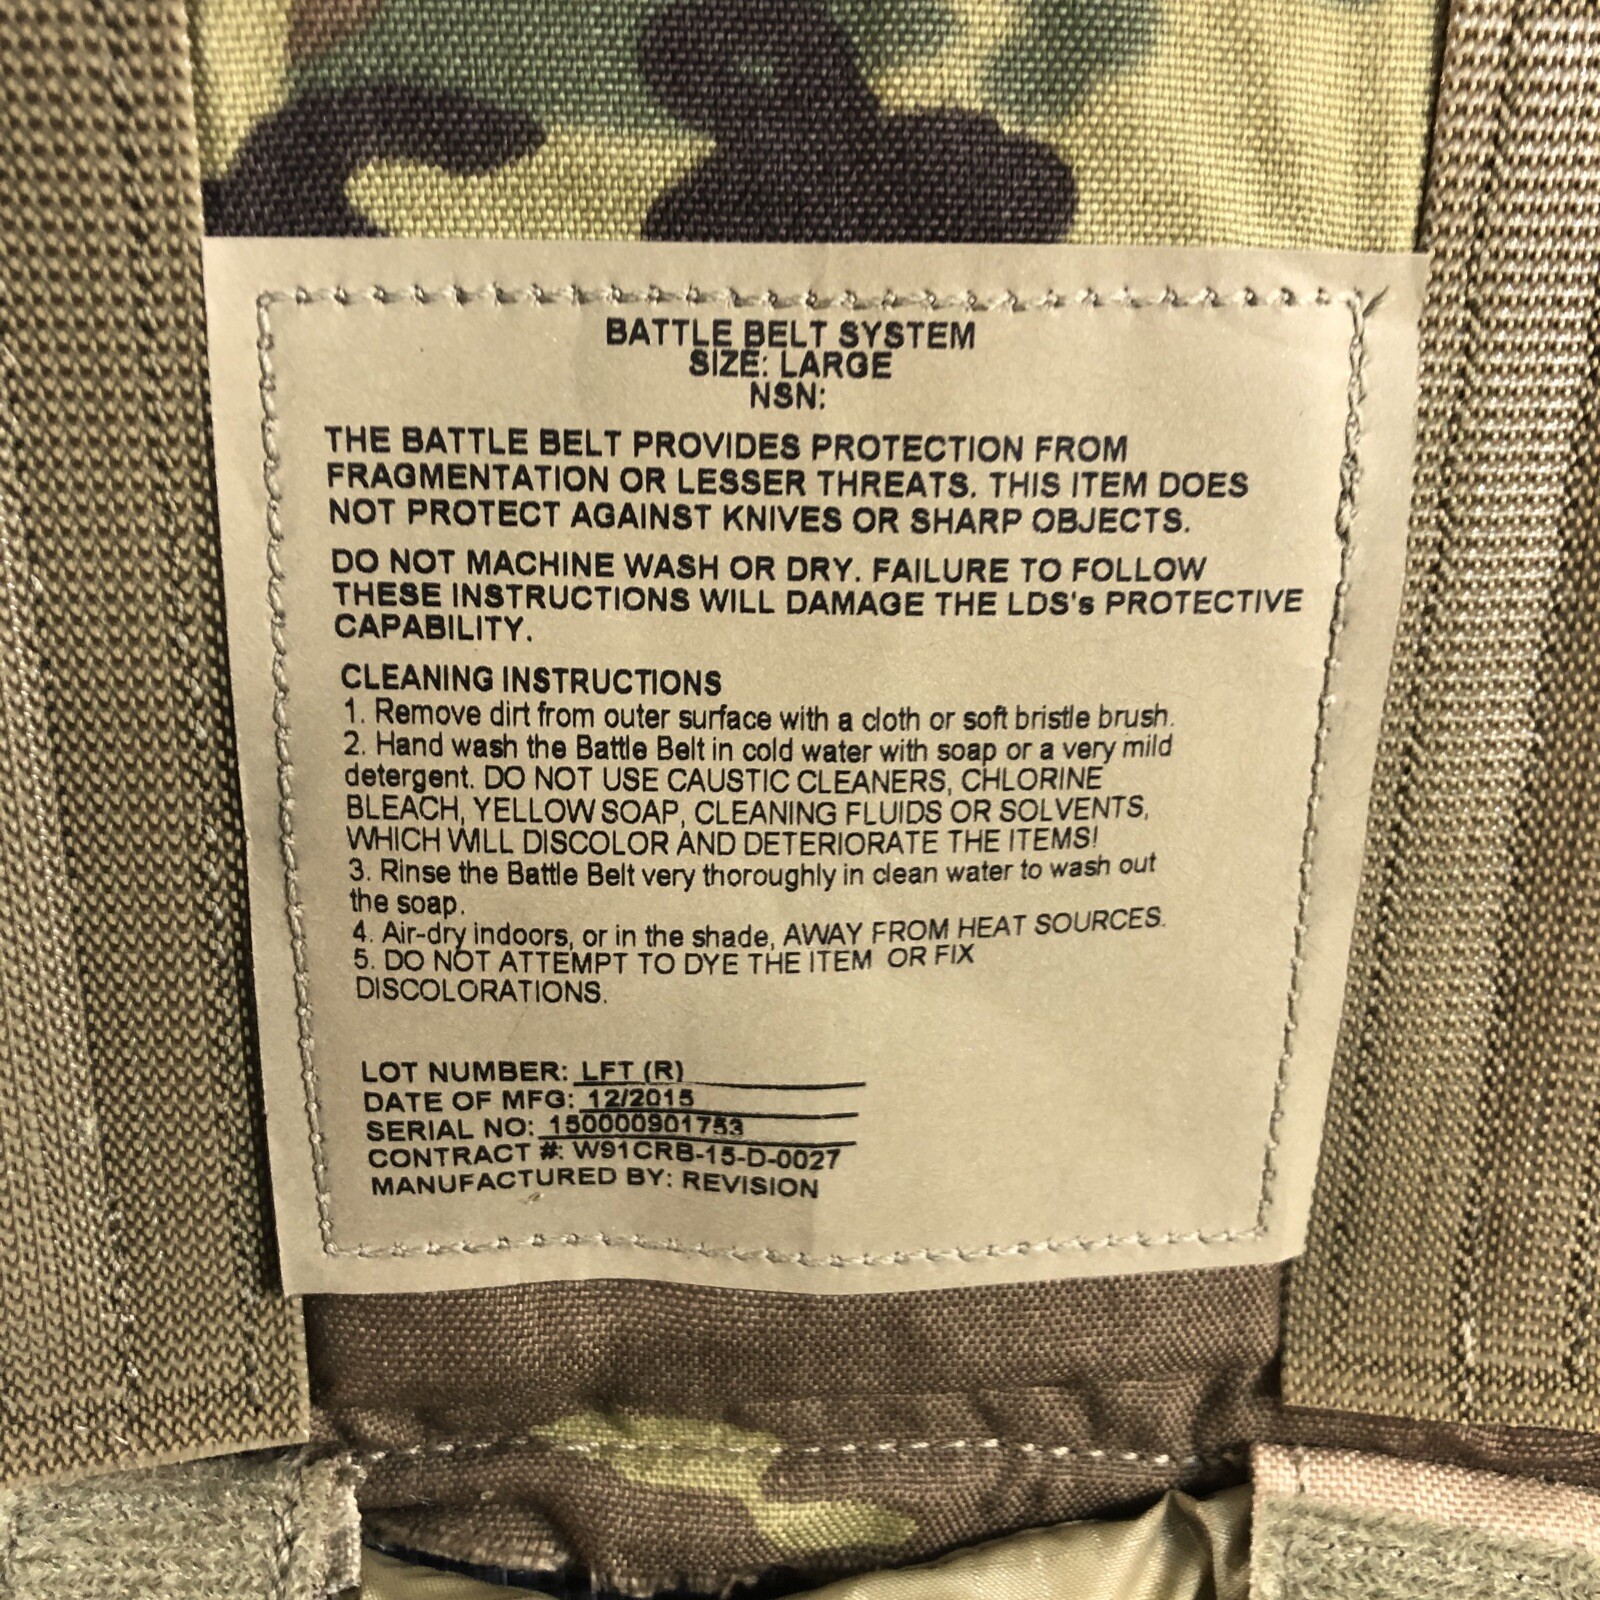 BATTLE BELT SYSTEM
SIZE: LARGE
NSN:
THE BATTLE BELT PROVIDES PROTECTION FROM
FRAGMENTATION OR LESSER THREATS. THIS ITEM DOES
NOT PROTECT AGAINST KNIVES OR SHARP OBJECTS.
DO NOT MACHINE WASH OR DRY. FAILURE TO FOLLOW
THESE INSTRUCTIONS WILL DAMAGE THE LDS's PROTECTIVE
CAPABILITY.
CLEANING INSTRUCTIONS
1. Remove dirt from outer surface with a cloth or soft bristle brush.
2. Hand wash the Battle Belt in cold water with soap or a very mild
detergent. DO NOT USE CAUSTIC CLEANERS, CHLORINE
BLEACH, YELLOW SOAP, CLEANING FLUIDS OR SOLVENTS,
WHICH WILL DISCOLOR AND DETERIORATE THE ITEMS!
3. Rinse the Battle Belt very thoroughly in clean water to wash out
the soap.
4. Air-dry indoors, or in the shade, AWAY FROM HEAT SOURCES.
5. DO NOT ATTEMPT TO DYE THE ITEM OR FIX
DISCOLORATIONS.
LOT NUMBER: LFT (R)
DATE OF MFG: 12/2015
SERIAL NO: 150000901753
CONTRACT #: W91CRB-15-D-0027
MANUFACTURED BY: REVISION